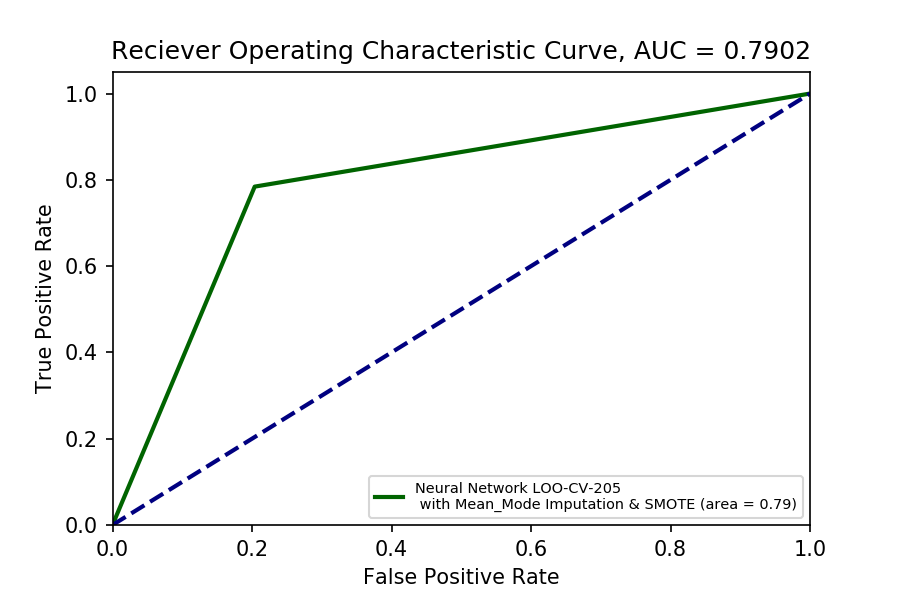 Reciever Operating Characteristic Curve, AUC = 0.7902
1.0
0.8
0.6
0.4
0.2
0.0
True Positive Rate
Neural Network LOO-CV-205
with Mean_Mode Imputation & SMOTE (area = 0.79)
0.0 0.2 0.4 0.6 0.8 1.0
False Positive Rate